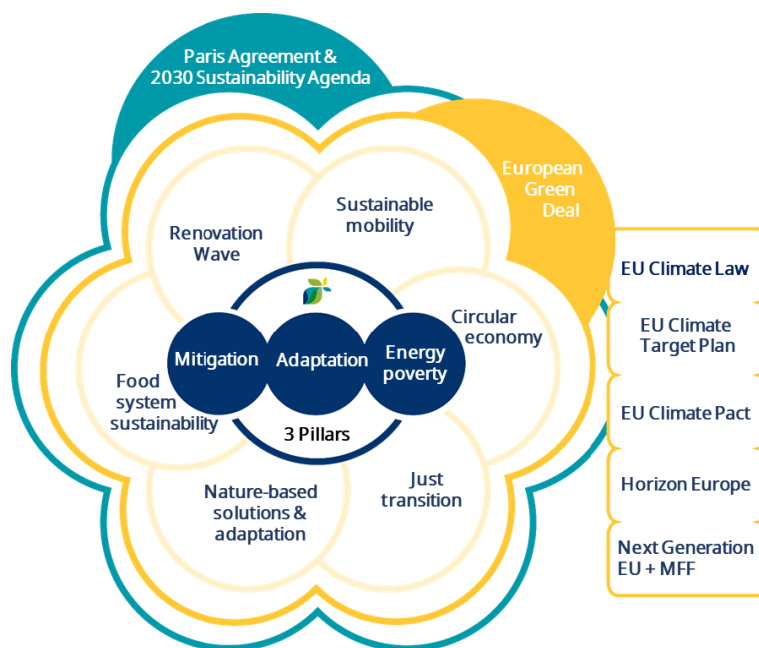 Paris Agreement &
2030 Sustainability Agenda
European
Green
Deal
Sustainable
mobility
Renovation
Wave
Circular
economy
Mitigation
Adaptation
Energy
poverty
3 Pillars
Food
system
sustainability
Nature-based
solutions &
adaptation
Just
transition
EU Climate Law
EU Climate
Target Plan
EU Climate Pact
Horizon Europe
Next Generation
EU + MFF